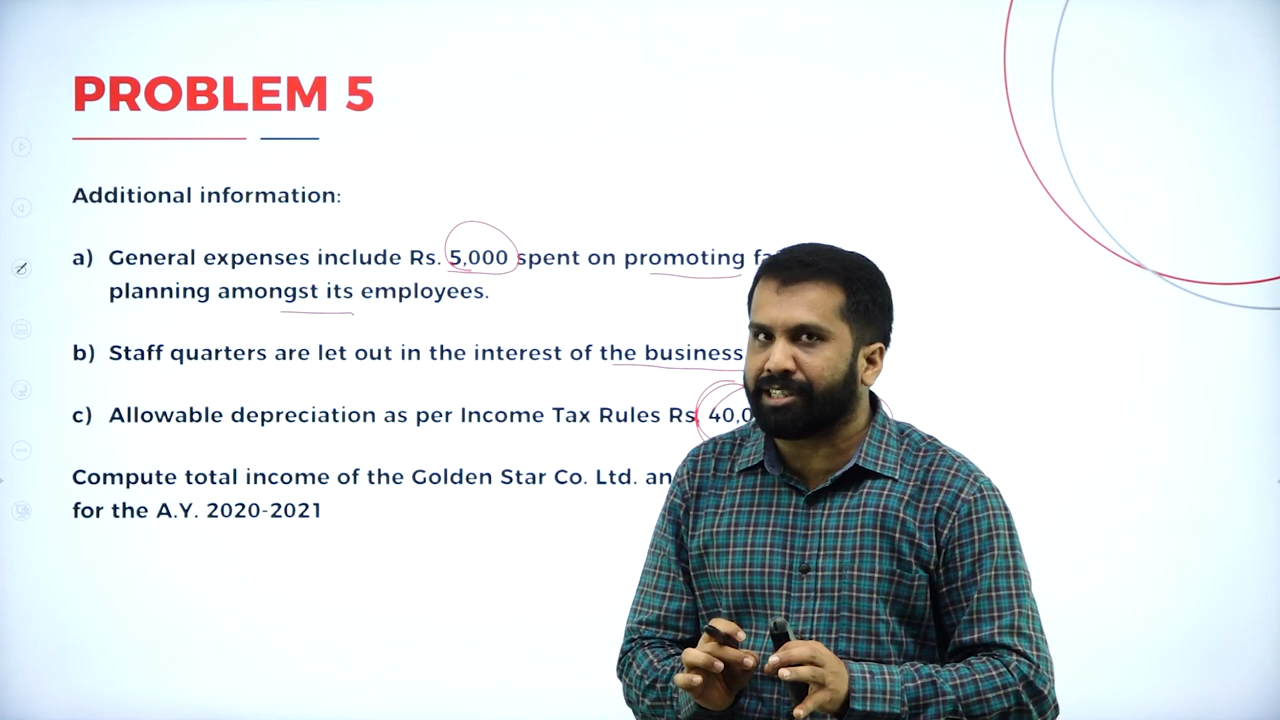 PROBLEM 5
Additional information:
a) General expenses include Rs. 5,000 spent on promoting
planning amongst its employees.
b) Staff quarters are let out in the interest of the business
c) Allowable depreciation as per Income Tax Rules Rs.
Compute total income of the Golden Star Co. Ltd.
for the A.Y. 2020-2021